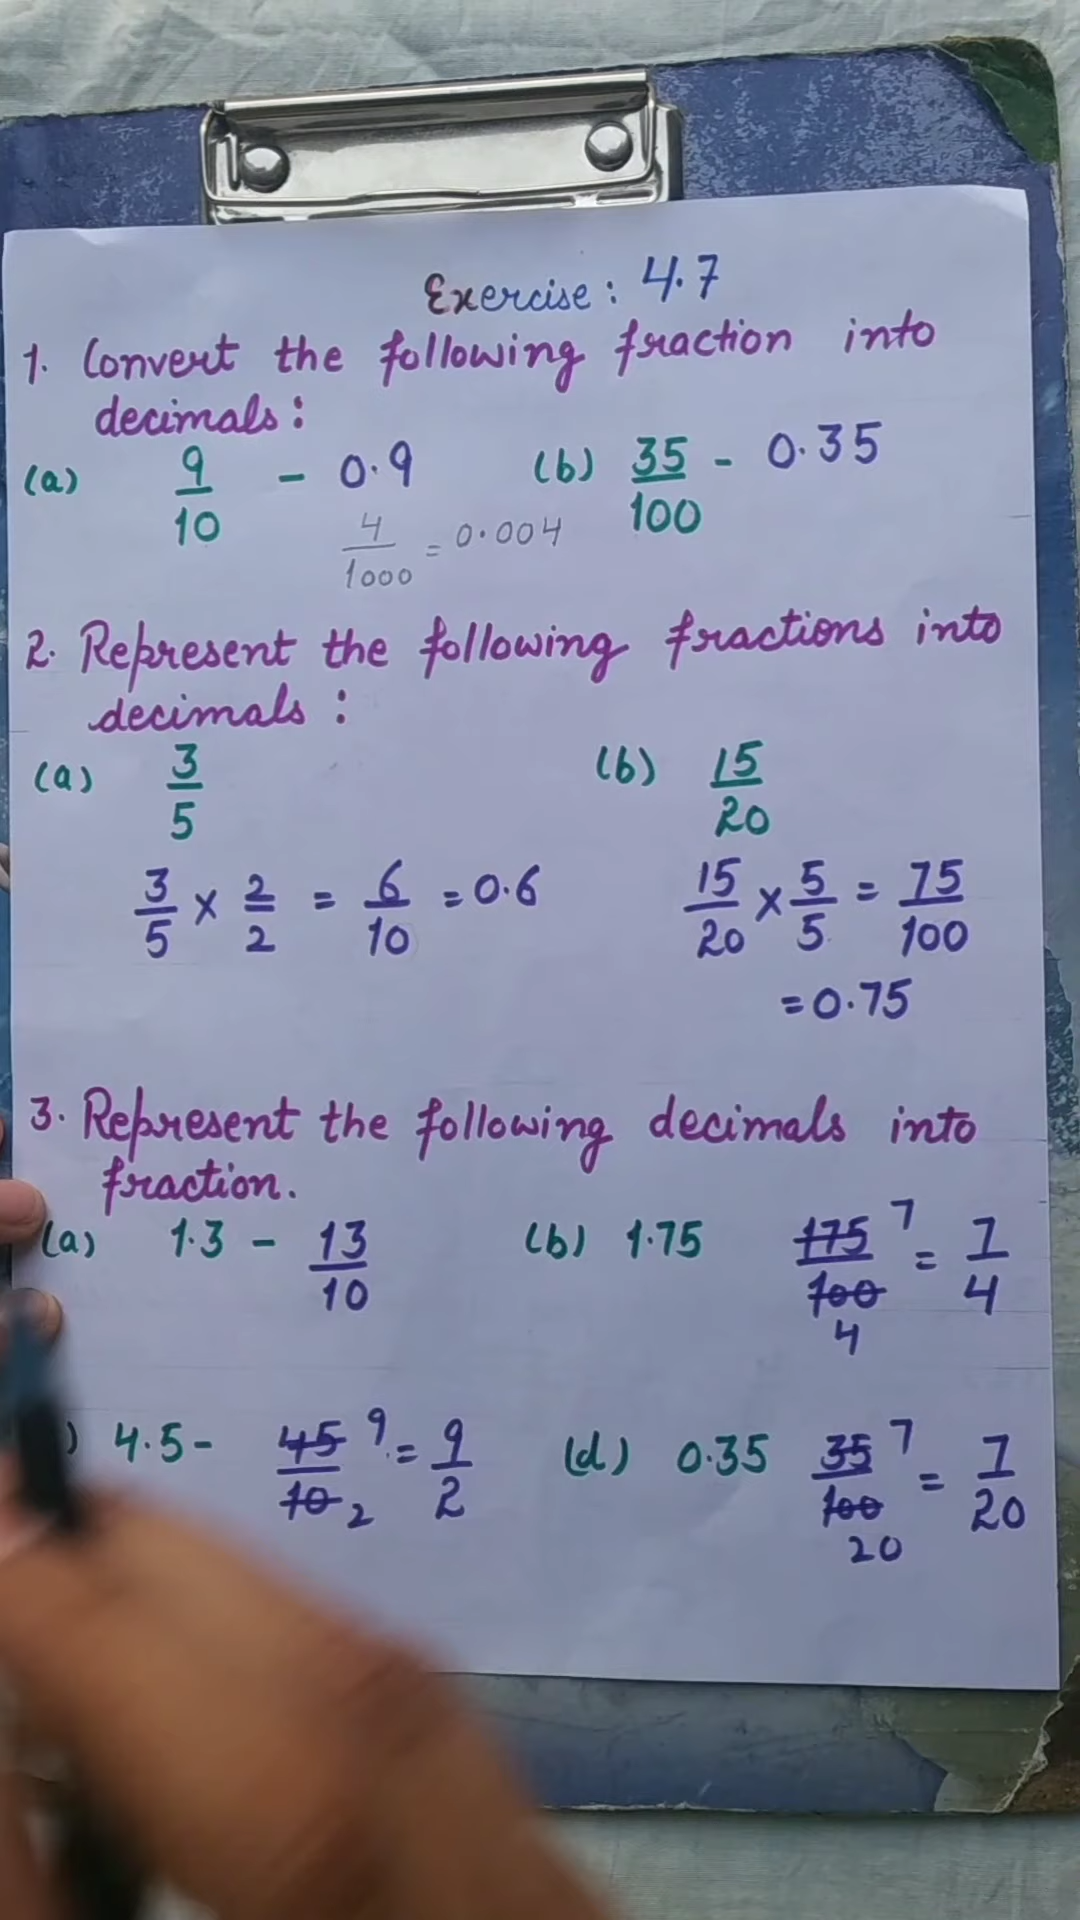 Exercise: 4.7
1. Convert the following fraction into
decimals:
(a) 9/10 - 0.9 (b) 35/100 - 0.35
4/1000 = 0.004
2. Represent the following fractions into
decimals:
(a) 3/5 (b) 15/20
3/5 × 2/2 = 6/10 = 0.6 15/20 × 5/5 = 75/100
= 0.75
3. Represent the following decimals into
fraction.
(a) 1.3 - 13/10 (b) 1.75 175/100 7 4 = 7/4
) 4.5 - 45/10 9 2 = 9/2 (d) 0.35 35/100 7 20 = 7/20